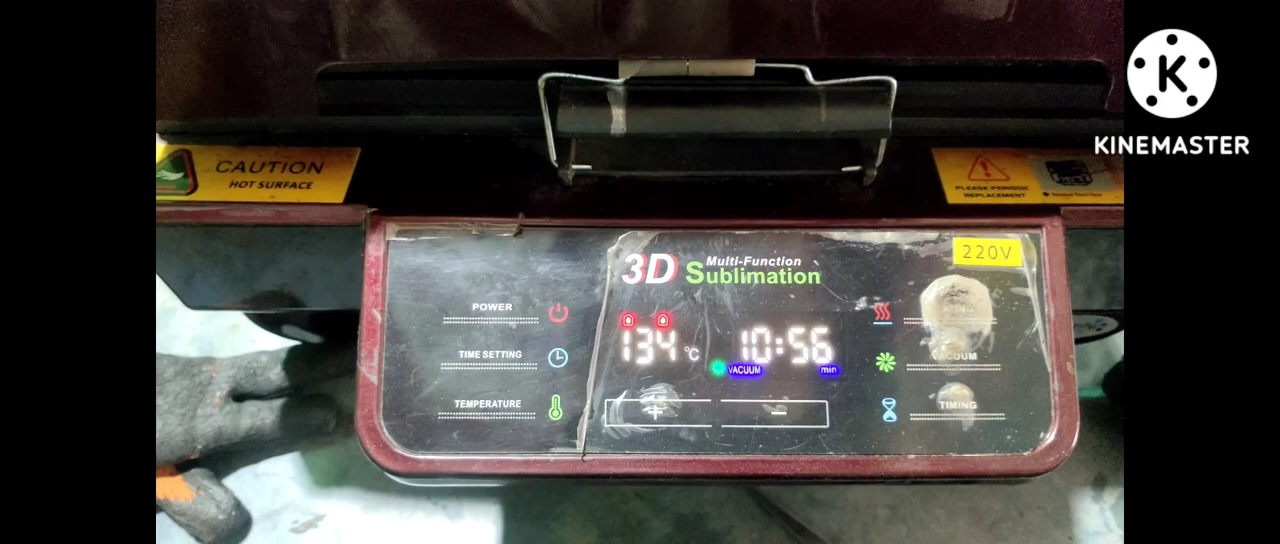 KINEMASTER
CAUTION
HOT SURFACE
PLEASE PERIODIC
REPLACEMENT
220V
3D Multi-Function
Sublimation
POWER
TIME SETTING
TEMPERATURE
134 °C
10:56
VACUUM
min
+
−
VACUUM
TIMING